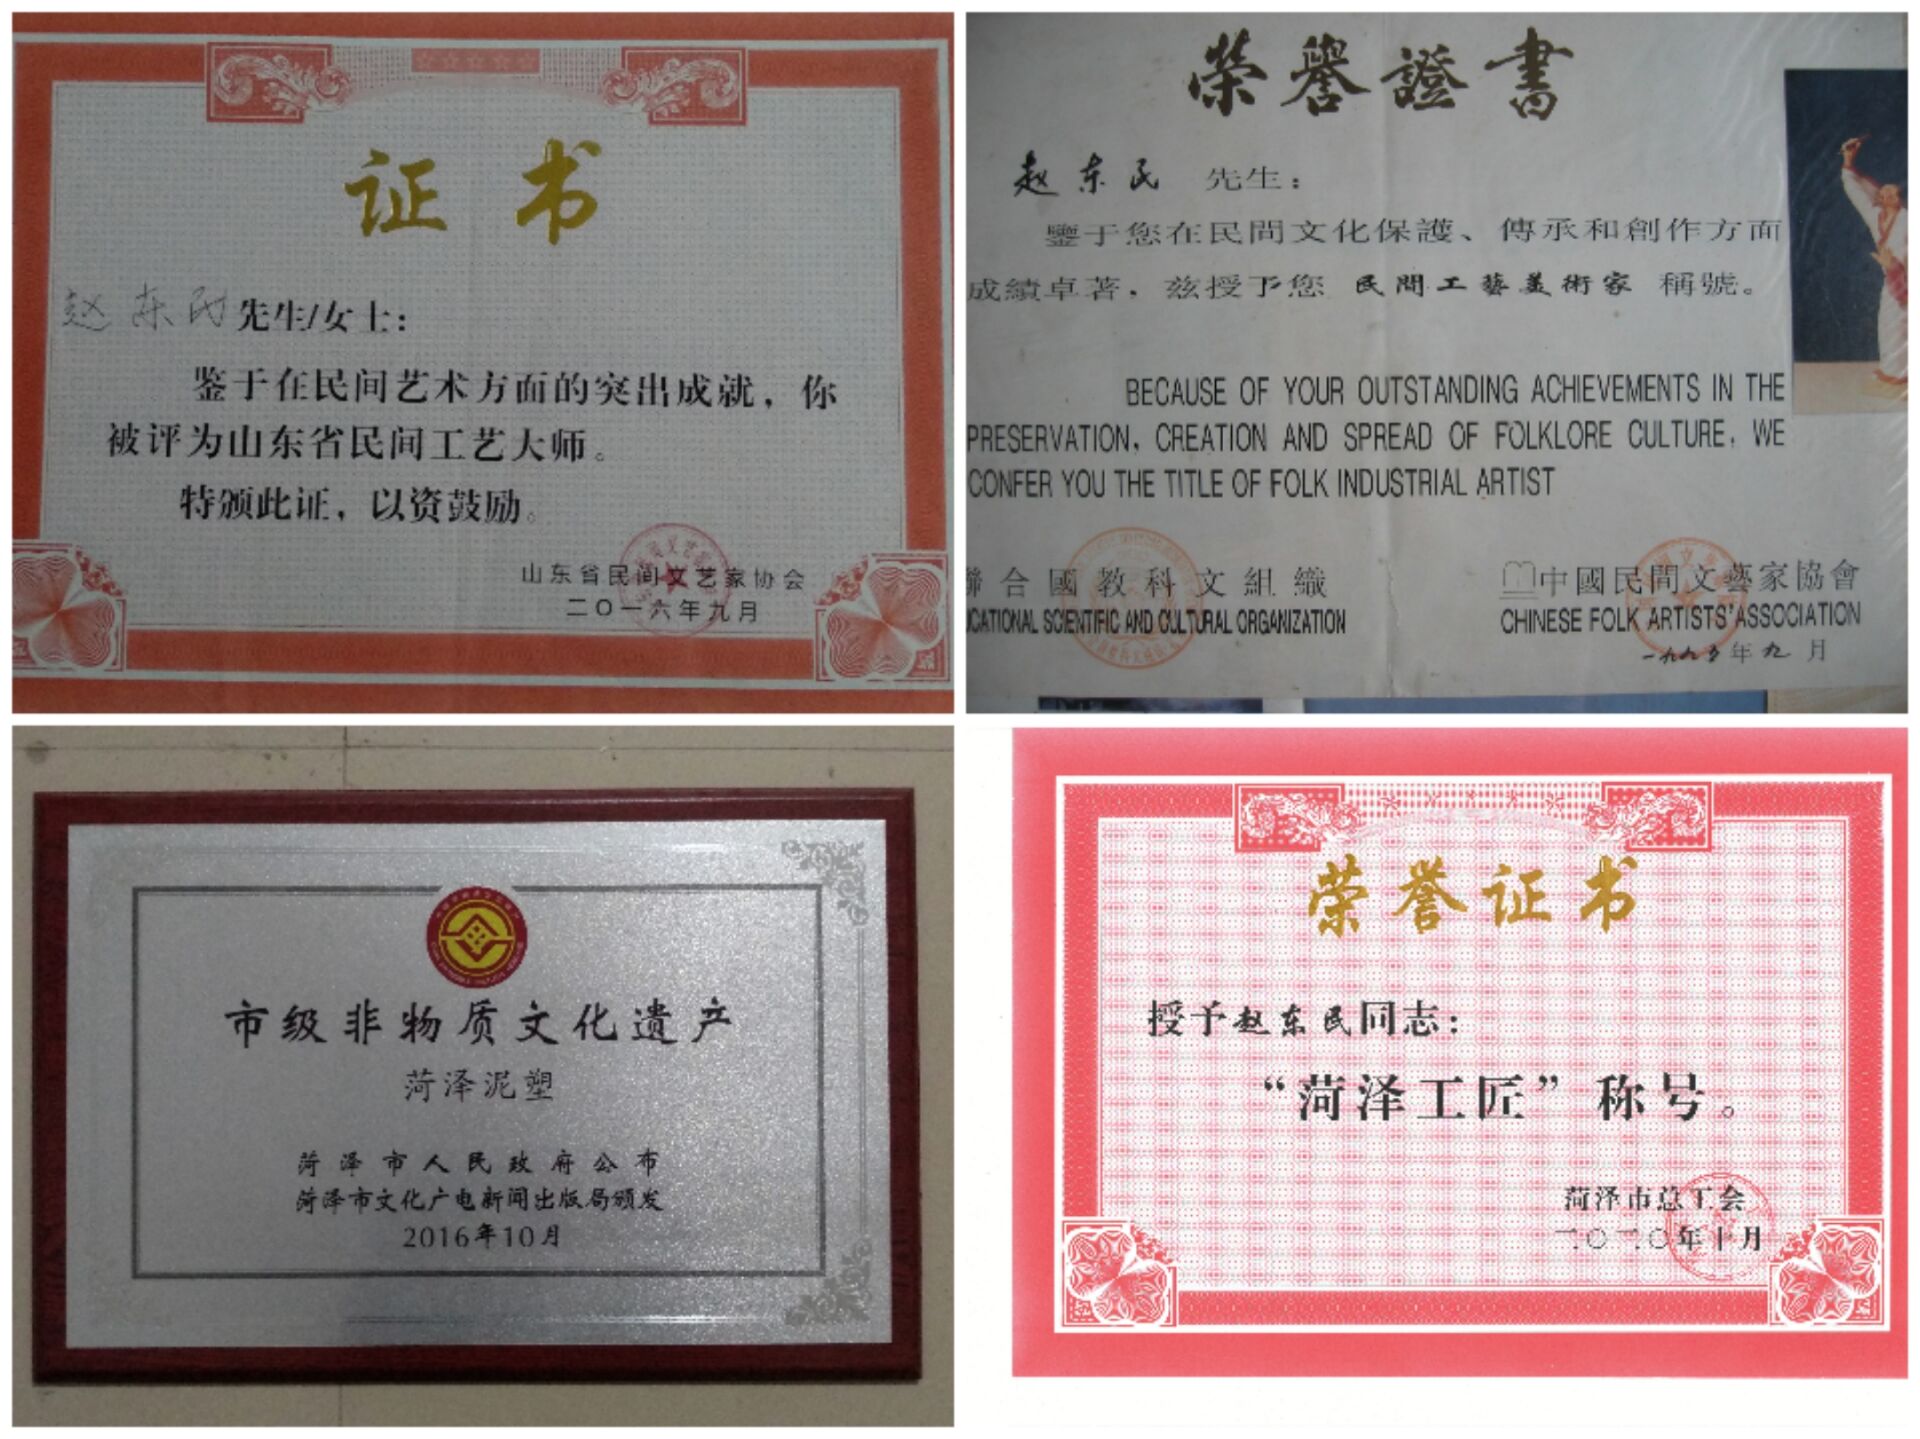 证书
赵东民先生/女士：
鉴于在民间艺术方面的突出成就，你
被评为山东省民间工艺大师。
特颁此证，以资鼓励。
山东省民间文艺家协会
二〇一六年九月
榮譽證書
赵东民 先生：
鑒于您在民間文化保護、傳承和創作方面
成績卓著，兹授予您 民間工藝美術家 稱號。
BECAUSE OF YOUR OUTSTANDING ACHIEVEMENTS IN THE
PRESERVATION, CREATION AND SPREAD OF FOLKLORE CULTURE, WE
CONFER YOU THE TITLE OF FOLK INDUSTRIAL ARTIST
聯合國教科文組織
CATIONAL SCIENTIFIC AND CULTURAL ORGANIZATION
中國民間文藝家協會
CHINESE FOLK ARTISTS' ASSOCIATION
一九九五年九月
市级非物质文化遗产
菏泽泥塑
菏泽市人民政府公布
菏泽市文化广电新闻出版局颁发
2016年10月
荣誉证书
授予赵东民同志：
“菏泽工匠”称号。
菏泽市总工会
二〇二〇年十月